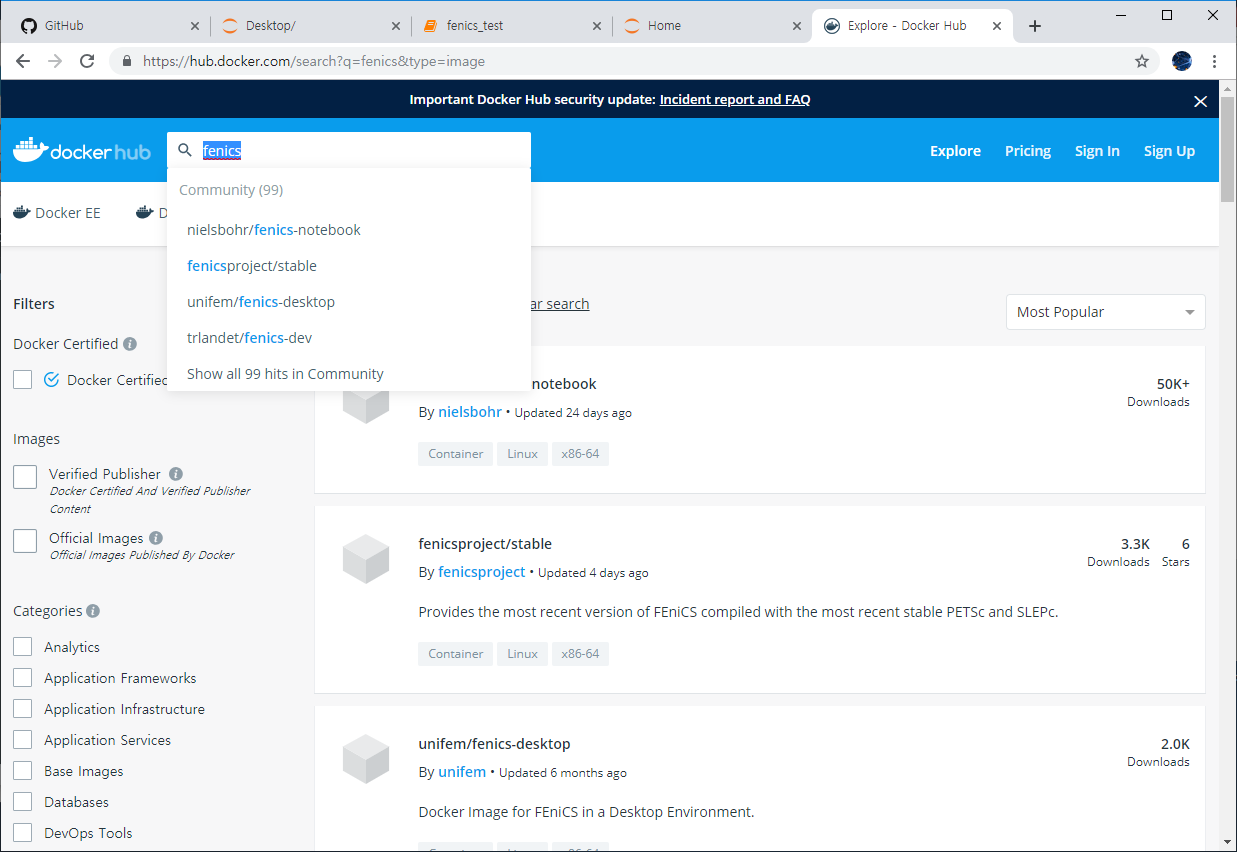 GitHub
Desktop/
fenics_test
Home
Explore - Docker Hub
https://hub.docker.com/search?q=fenics&type=image
Important Docker Hub security update: Incident report and FAQ
docker hub
fenics
Explore
Pricing
Sign In
Sign Up
Community (99)
nielsbohr/fenics-notebook
fenicsproject/stable
unifem/fenics-desktop
trlandet/fenics-dev
Show all 99 hits in Community
Docker EE
D
Filters
ar search
Most Popular
Docker Certified
Docker Certified
Images
Verified Publisher
Docker Certified And Verified Publisher
Content
Official Images
Official Images Published By Docker
Categories
Analytics
Application Frameworks
Application Infrastructure
Application Services
Base Images
Databases
DevOps Tools
notebook
50K+
Downloads
By nielsbohr • Updated 24 days ago
Container Linux x86-64
fenicsproject/stable
3.3K 6
Downloads Stars
By fenicsproject • Updated 4 days ago
Provides the most recent version of FEniCS compiled with the most recent stable PETSc and SLEPc.
Container Linux x86-64
unifem/fenics-desktop
2.0K
Downloads
By unifem • Updated 6 months ago
Docker Image for FEniCS in a Desktop Environment.